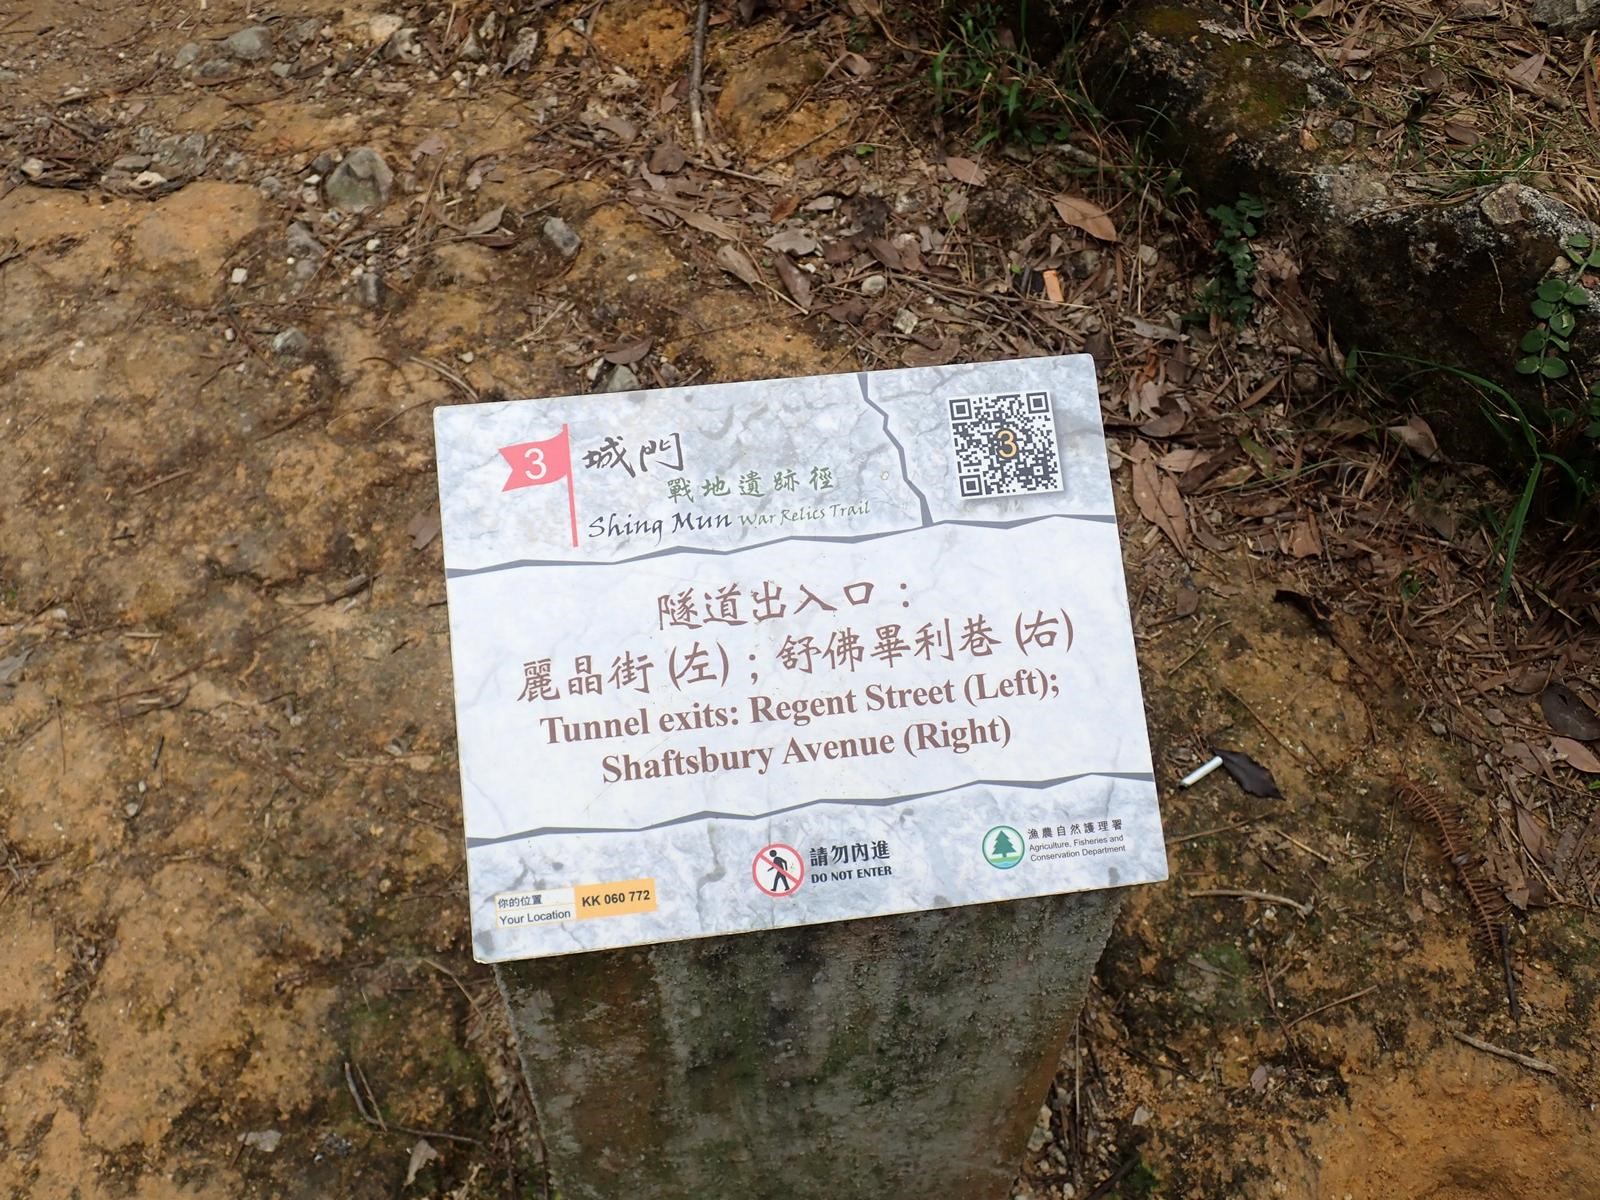 3
城門
戰地遺跡徑
Shing Mun War Relics Trail
3
隧道出入口：
麗晶街 (左)；舒佛畢利巷 (右)
Tunnel exits: Regent Street (Left);
Shaftsbury Avenue (Right)
請勿內進
DO NOT ENTER
漁農自然護理署
Agriculture, Fisheries and
Conservation Department
你的位置
Your Location
KK 060 772